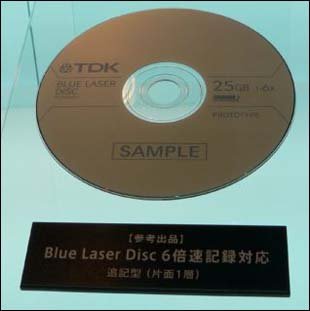 TDK
BLUE LASER
DISC
25GB 1-6x
PROTOTYPE
SAMPLE
【参考出品】
Blue Laser Disc 6倍速記録対応
追記型（片面1層）